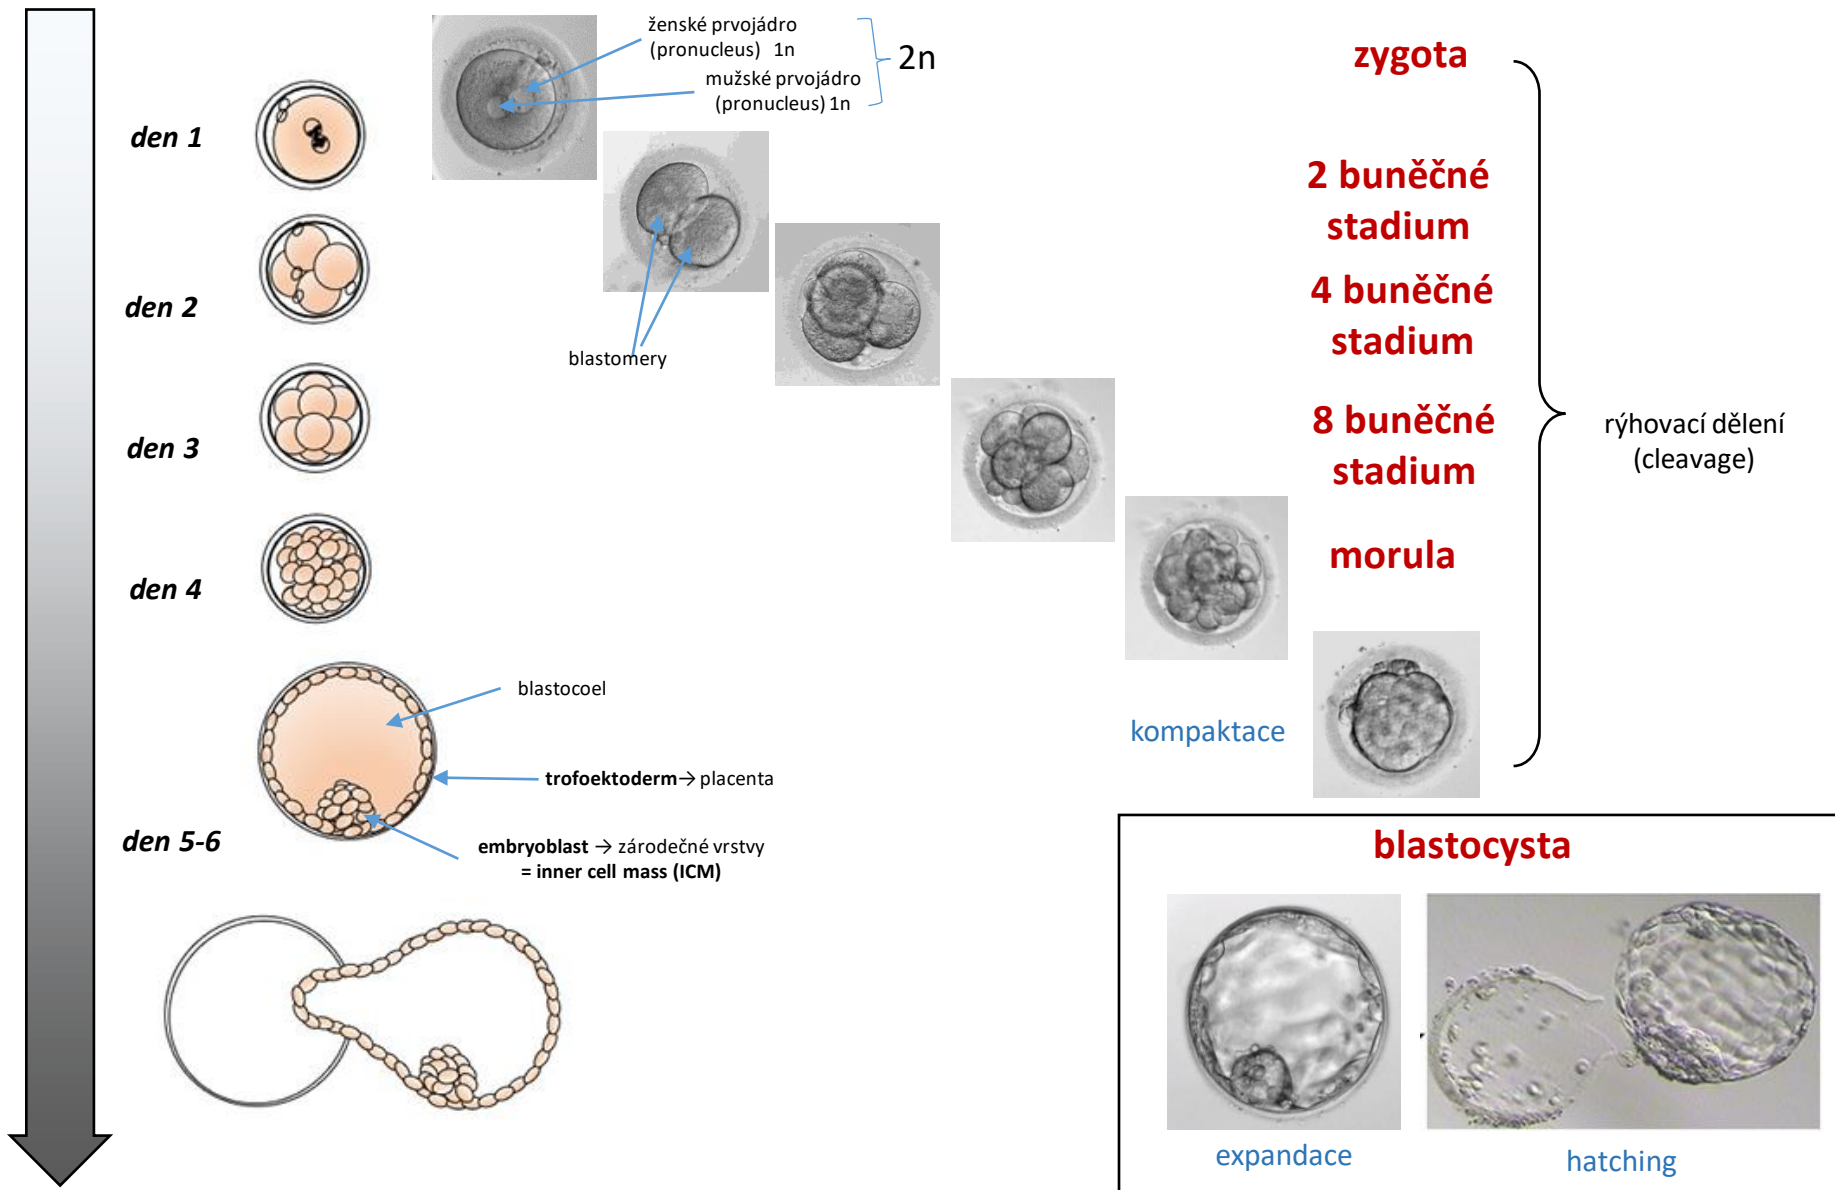 ženské prvojádro
(pronucleus) 1n
mužské prvojádro
(pronucleus) 1n
2n
zygota
den 1
2 buněčné
stadium
den 2
4 buněčné
stadium
blastomery
den 3
8 buněčné
stadium
rýhovací dělení
(cleavage)
den 4
morula
kompaktace
blastocoel
trofoektoderm→ placenta
den 5-6
embryoblast → zárodečné vrstvy
= inner cell mass (ICM)
blastocysta
expandace
hatching